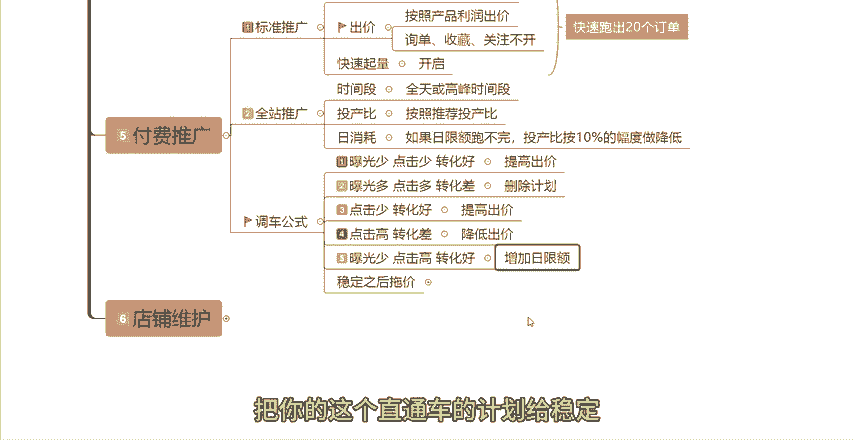 按照产品利润出价
1 标准推广
出价
快速跑出20个订单
询单、收藏、关注不开
快速起量
开启
时间段
全天或高峰时间段
2 全站推广
投产比
按照推荐投产比
5 付费推广
日消耗
如果日限额跑不完，投产比按10%的幅度做降低
1 曝光少 点击少 转化好
提高出价
2 曝光多 点击多 转化差
删除计划
3 点击少 转化好
提高出价
调车公式
4 点击高 转化差
降低出价
5 曝光少 点击高 转化好
增加日限额
稳定之后拖价
6 店铺维护
把你的这个直通车的计划给稳定